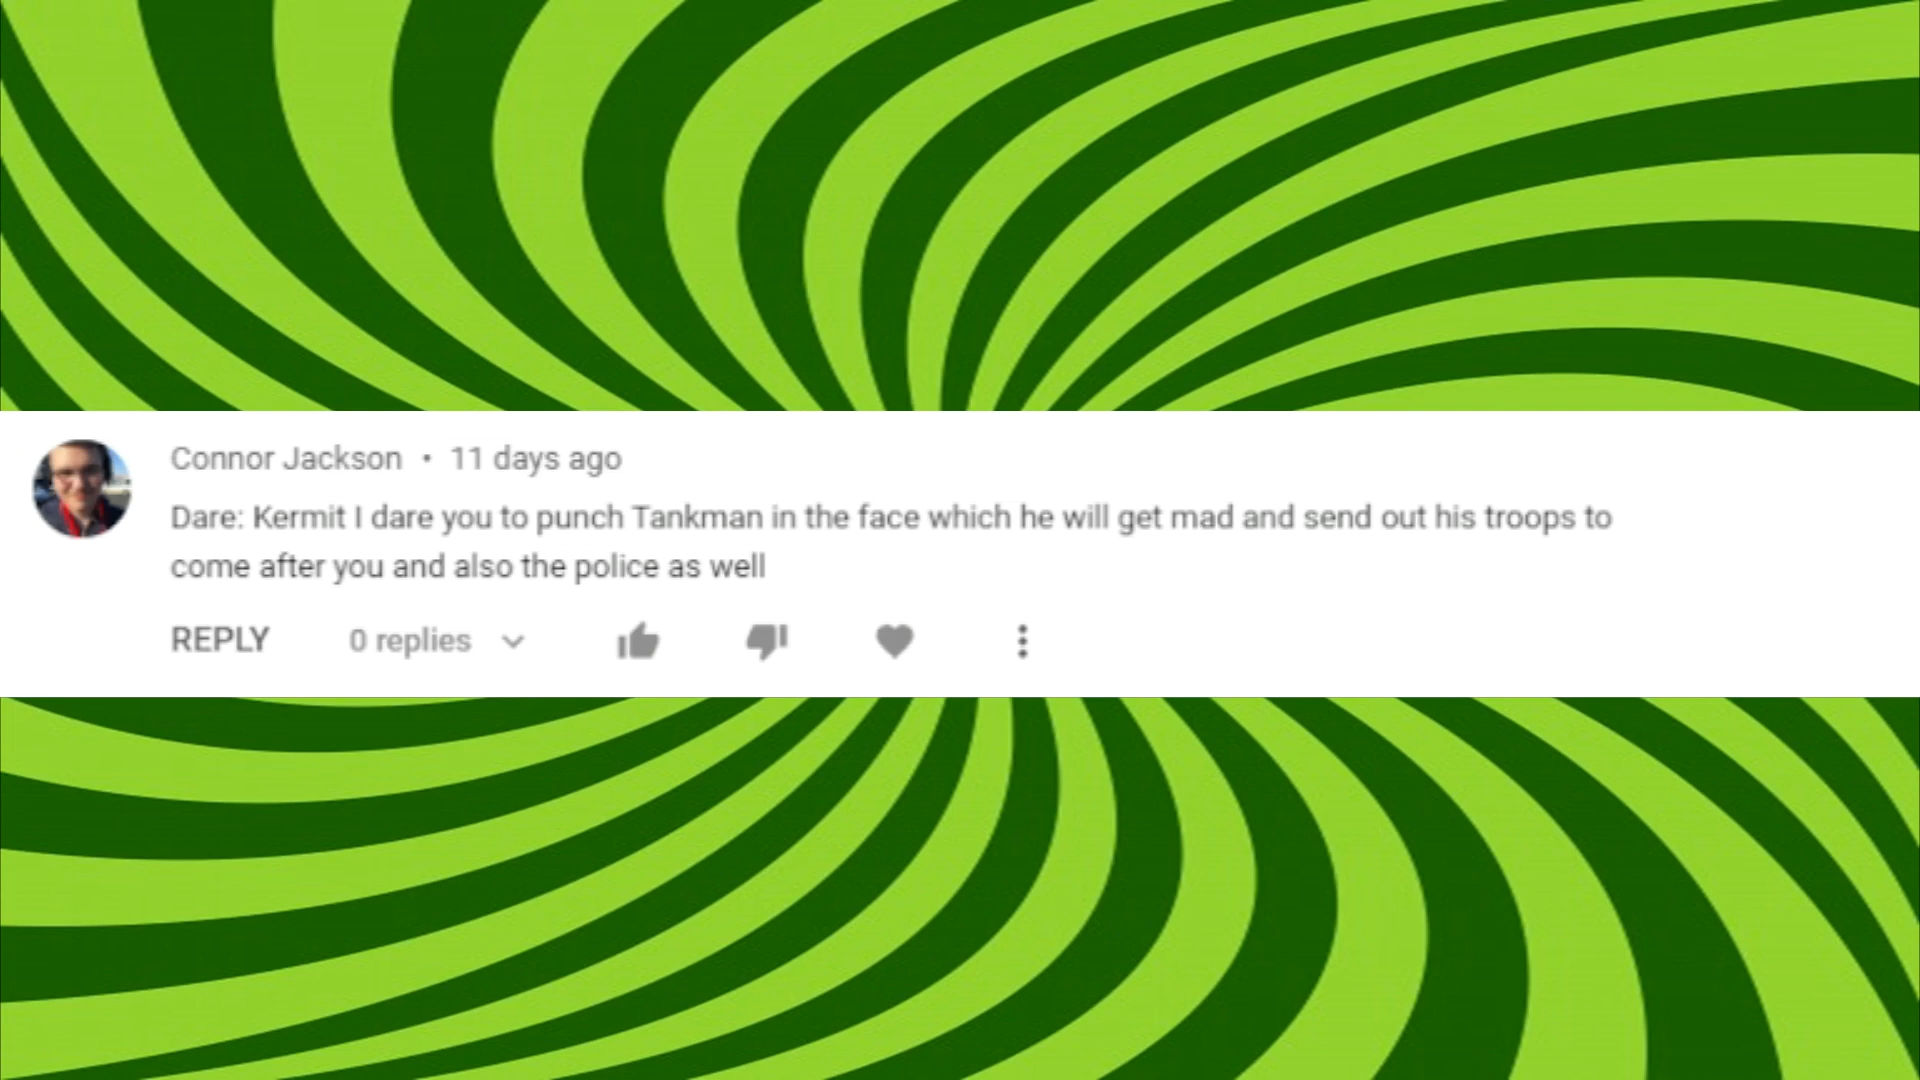 Connor Jackson • 11 days ago
Dare: Kermit I dare you to punch Tankman in the face which he will get mad and send out his troops to
come after you and also the police as well
REPLY 0 replies